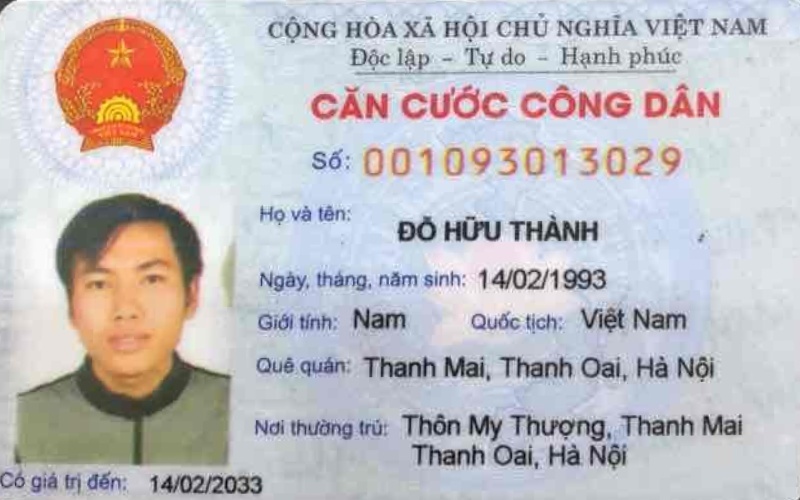 CỘNG HÒA XÃ HỘI CHỦ NGHĨA VIỆT NAM
Độc lập - Tự do - Hạnh phúc
CĂN CƯỚC CÔNG DÂN
Số: 001093013029
Họ và tên:
ĐỖ HỮU THÀNH
Ngày, tháng, năm sinh: 14/02/1993
Giới tính: Nam Quốc tịch: Việt Nam
Quê quán: Thanh Mai, Thanh Oai, Hà Nội
Nơi thường trú: Thôn My Thượng, Thanh Mai
Thanh Oai, Hà Nội
Có giá trị đến: 14/02/2033